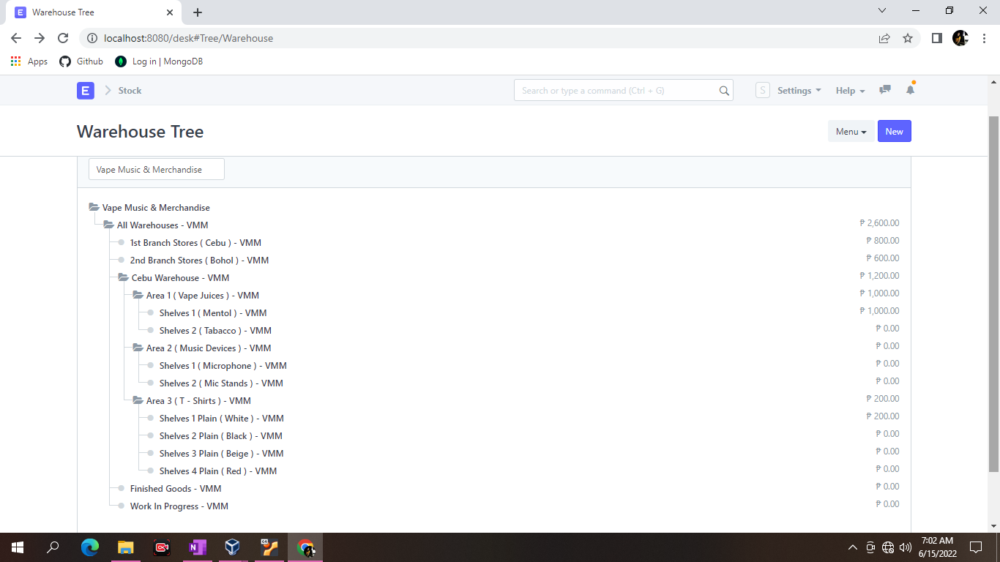 Warehouse Tree
localhost:8080/desk#Tree/Warehouse
Apps Github Log in | MongoDB
E Stock Search or type a command (Ctrl + G) S Settings Help
Warehouse Tree Menu New
Vape Music & Merchandise
Vape Music & Merchandise
All Warehouses - VMM ₱ 2,600.00
1st Branch Stores ( Cebu ) - VMM ₱ 800.00
2nd Branch Stores ( Bohol ) - VMM ₱ 600.00
Cebu Warehouse - VMM ₱ 1,200.00
Area 1 ( Vape Juices ) - VMM ₱ 1,000.00
Shelves 1 ( Mentol ) - VMM ₱ 1,000.00
Shelves 2 ( Tabacco ) - VMM ₱ 0.00
Area 2 ( Music Devices ) - VMM ₱ 0.00
Shelves 1 ( Microphone ) - VMM ₱ 0.00
Shelves 2 ( Mic Stands ) - VMM ₱ 0.00
Area 3 ( T - Shirts ) - VMM ₱ 200.00
Shelves 1 Plain ( White ) - VMM ₱ 200.00
Shelves 2 Plain ( Black ) - VMM ₱ 0.00
Shelves 3 Plain ( Beige ) - VMM ₱ 0.00
Shelves 4 Plain ( Red ) - VMM ₱ 0.00
Finished Goods - VMM ₱ 0.00
Work In Progress - VMM ₱ 0.00
7:02 AM
6/15/2022